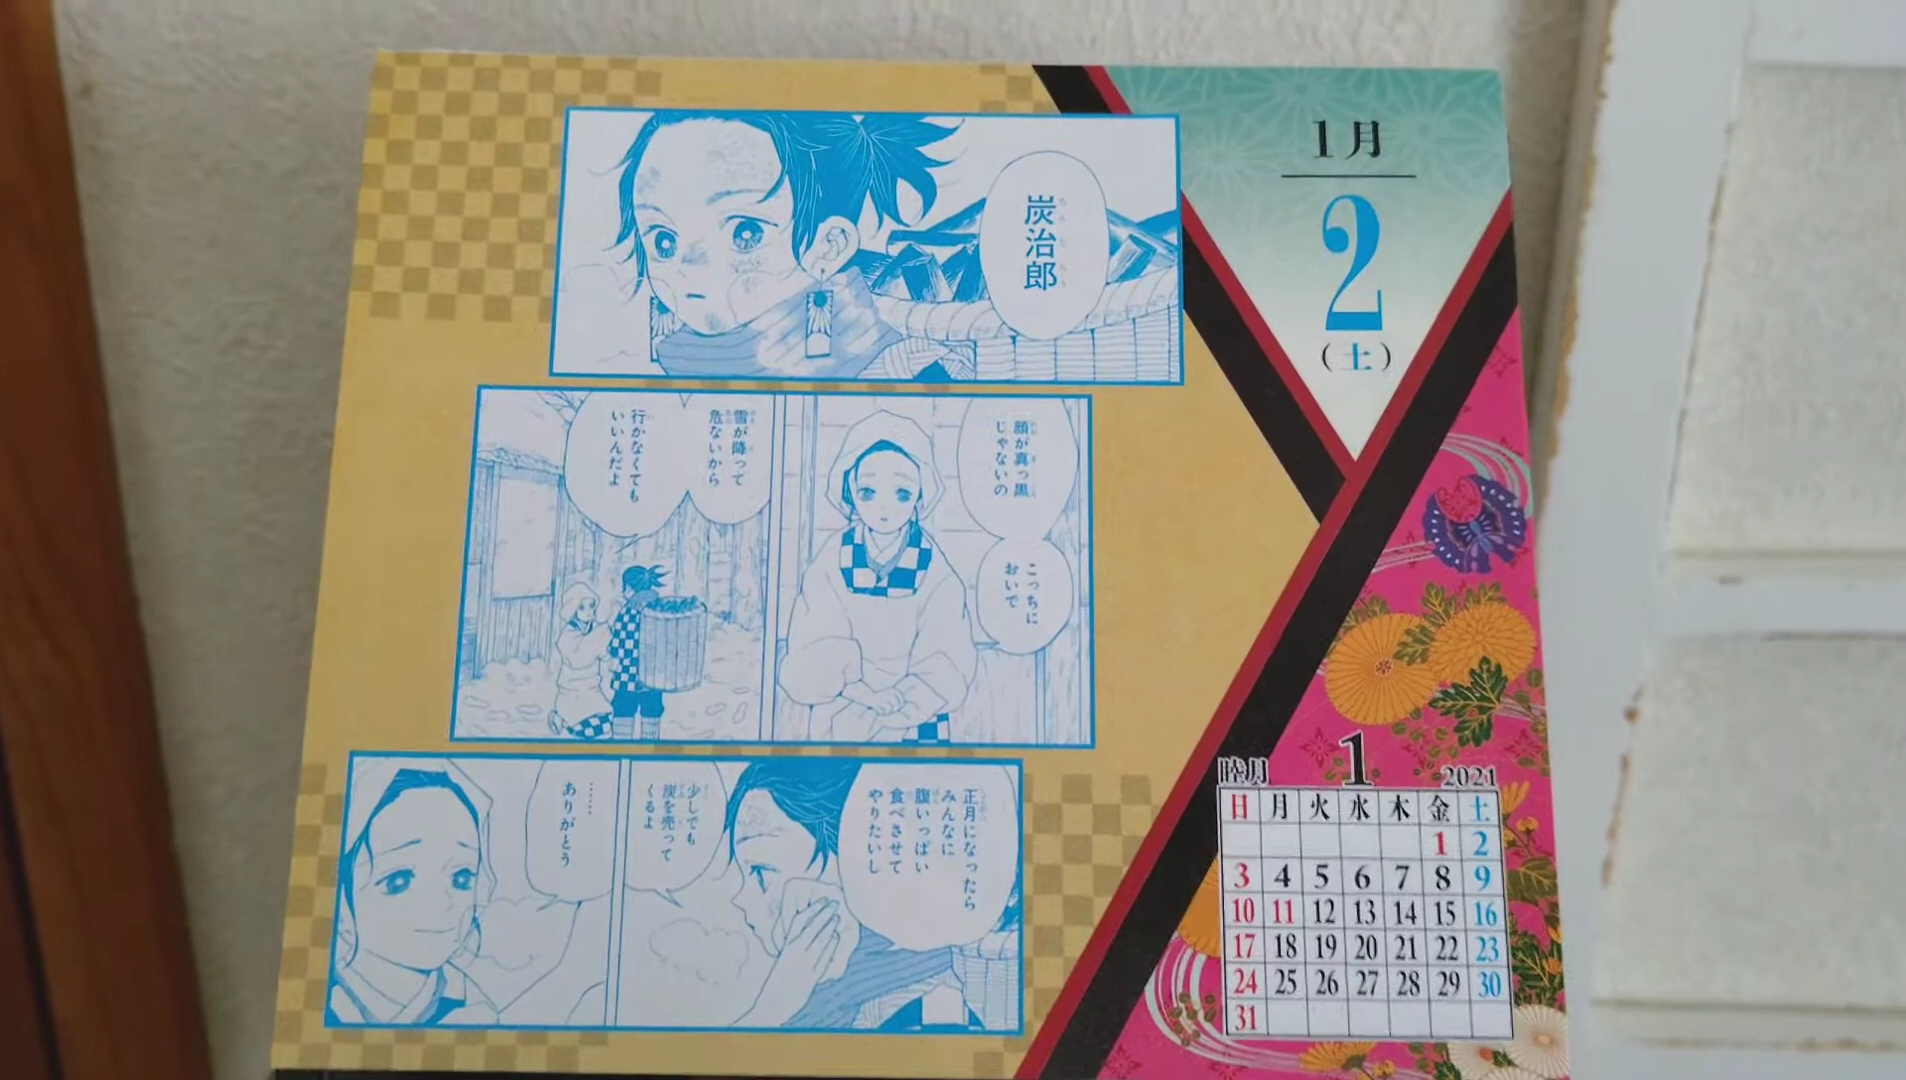 炭治郎
1月
2
(土)
顔が真っ黒
じゃないの
こっちに
おいで
雪が降って
危ないから
行かなくても
いいんだよ
正月になったら
みんなに
腹いっぱい
食べさせて
やりたいし
少しでも
炭を売って
くるよ
……
ありがとう
睦月 1 2021
日 月 火 水 木 金 土
1 2
3 4 5 6 7 8 9
10 11 12 13 14 15 16
17 18 19 20 21 22 23
24 25 26 27 28 29 30
31